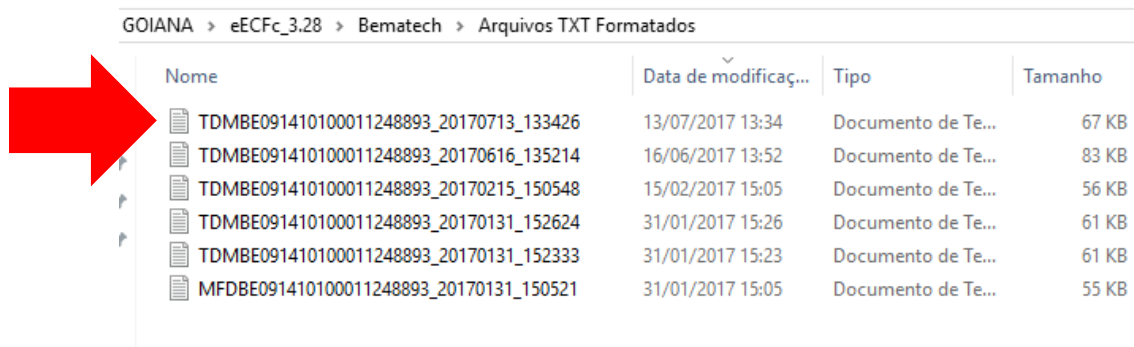 GOIANA > eECFc_3.28 > Bematech > Arquivos TXT Formatados
Nome Data de modificaç... Tipo Tamanho
TDMBE091410100011248893_20170713_133426 13/07/2017 13:34 Documento de Te... 67 KB
TDMBE091410100011248893_20170616_135214 16/06/2017 13:52 Documento de Te... 83 KB
TDMBE091410100011248893_20170215_150548 15/02/2017 15:05 Documento de Te... 56 KB
TDMBE091410100011248893_20170131_152624 31/01/2017 15:26 Documento de Te... 61 KB
TDMBE091410100011248893_20170131_152333 31/01/2017 15:23 Documento de Te... 61 KB
MFDBE091410100011248893_20170131_150521 31/01/2017 15:05 Documento de Te... 55 KB